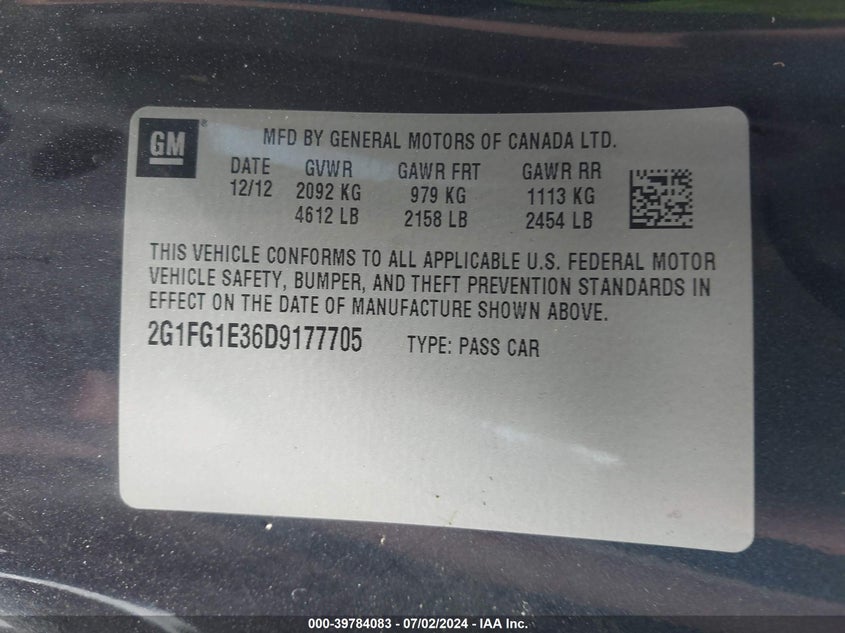 GM® MFD BY GENERAL MOTORS OF CANADA LTD.
DATE GVWR GAWR FRT GAWR RR
12/12 2092 KG 979 KG 1113 KG
4612 LB 2158 LB 2454 LB
THIS VEHICLE CONFORMS TO ALL APPLICABLE U.S. FEDERAL MOTOR
VEHICLE SAFETY, BUMPER, AND THEFT PREVENTION STANDARDS IN
EFFECT ON THE DATE OF MANUFACTURE SHOWN ABOVE.
2G1FG1E36D9177705 TYPE: PASS CAR
000-39784083 - 07/02/2024 - IAA Inc.